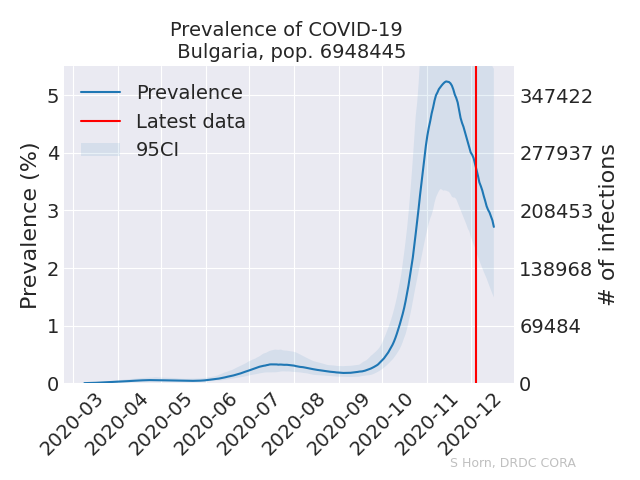 Prevalence of COVID-19
Bulgaria, pop. 6948445
Prevalence
Latest data
95CI
Prevalence (%)
5
4
3
2
1
0
347422
277937
208453
138968
69484
0
# of infections
2020-03
2020-04
2020-05
2020-06
2020-07
2020-08
2020-09
2020-10
2020-11
2020-12
S Horn, DRDC CORA